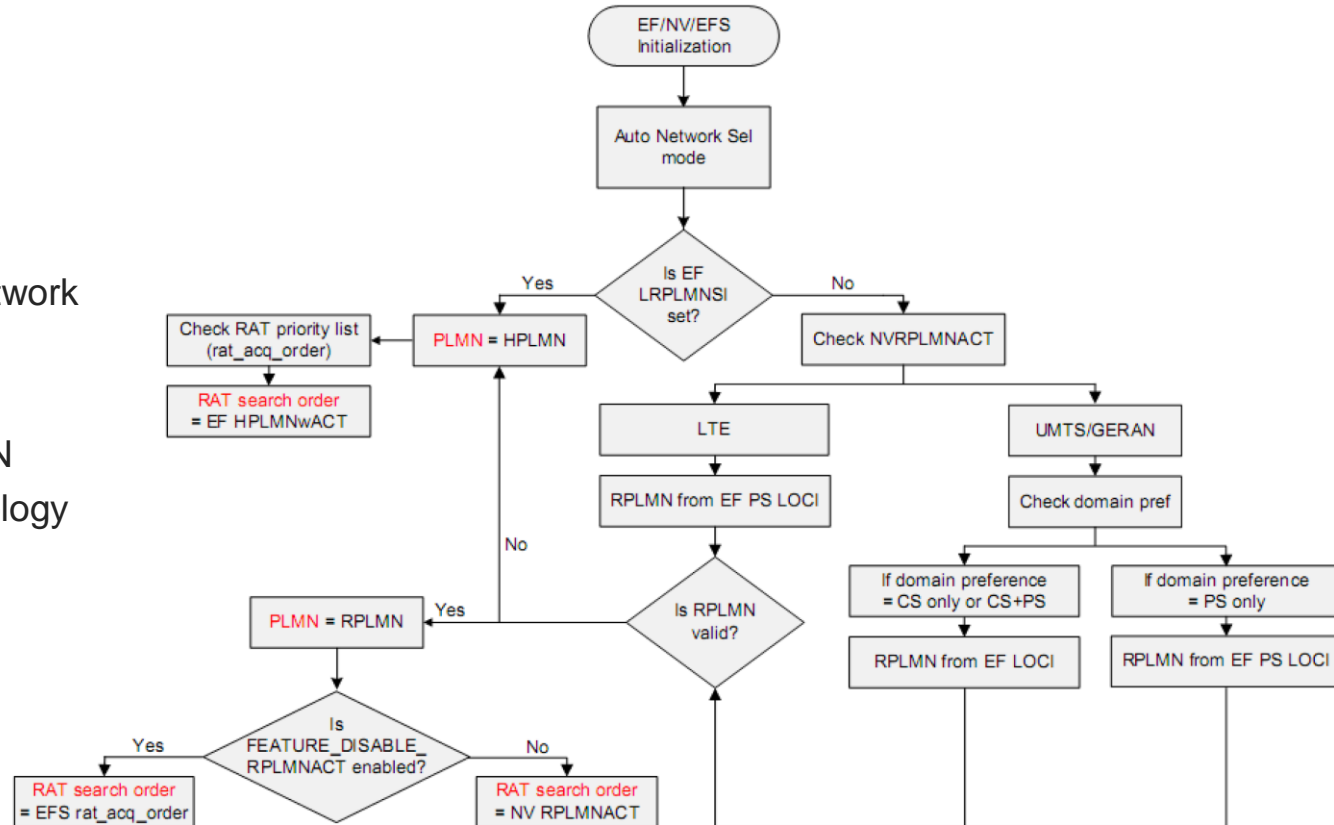 EF/NV/EFS
Initialization
Auto Network Sel
mode
Is EF
LRPLMNSI
set?
Yes
No
twork
Check RAT priority list
(rat_acq_order)
PLMN = HPLMN
Check NVRPLMNACT
RAT search order
= EF HPLMNwACT
LTE
UMTS/GERAN
N
ology
RPLMN from EF PS LOCI
Check domain pref
No
If domain preference
= CS only or CS+PS
If domain preference
= PS only
PLMN = RPLMN
Yes
Is RPLMN
valid?
RPLMN from EF LOCI
RPLMN from EF PS LOCI
Is
FEATURE_DISABLE_
RPLMNACT enabled?
Yes
No
RAT search order
= EFS rat_acq_order
RAT search order
= NV RPLMNACT